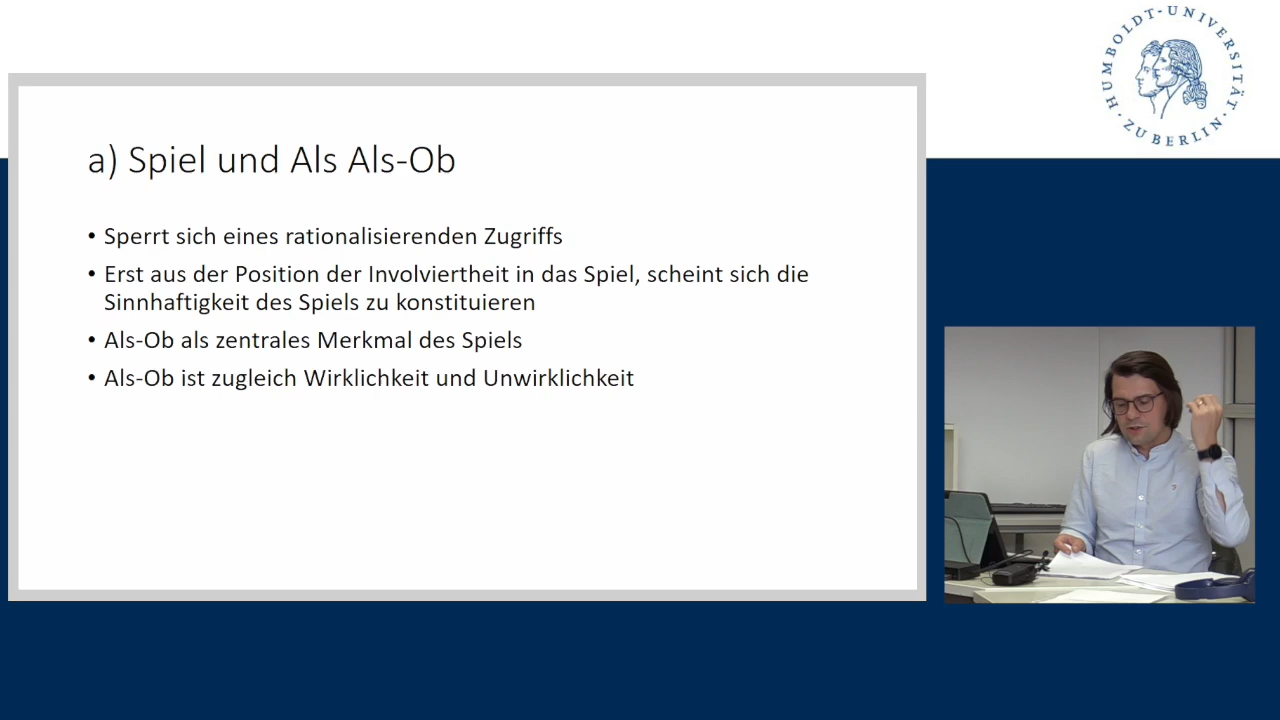 HUMBOLDT-UNIVERSITÄT
ZU BERLIN
a) Spiel und Als Als-Ob
• Sperrt sich eines rationalisierenden Zugriffs
• Erst aus der Position der Involviertheit in das Spiel, scheint sich die
Sinnhaftigkeit des Spiels zu konstituieren
• Als-Ob als zentrales Merkmal des Spiels
• Als-Ob ist zugleich Wirklichkeit und Unwirklichkeit